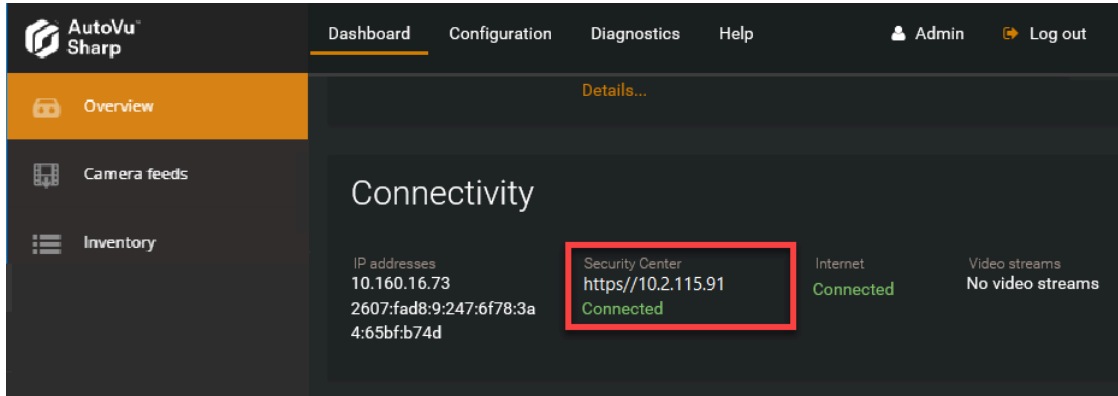 AutoVu™
Sharp
Dashboard Configuration Diagnostics Help Admin Log out
Overview
Details...
Camera feeds
Inventory
Connectivity
IP addresses
10.160.16.73
2607:fad8:9:247:6f78:3a
4:65bf:b74d
Security Center
https//10.2.115.91
Connected
Internet
Connected
Video streams
No video streams